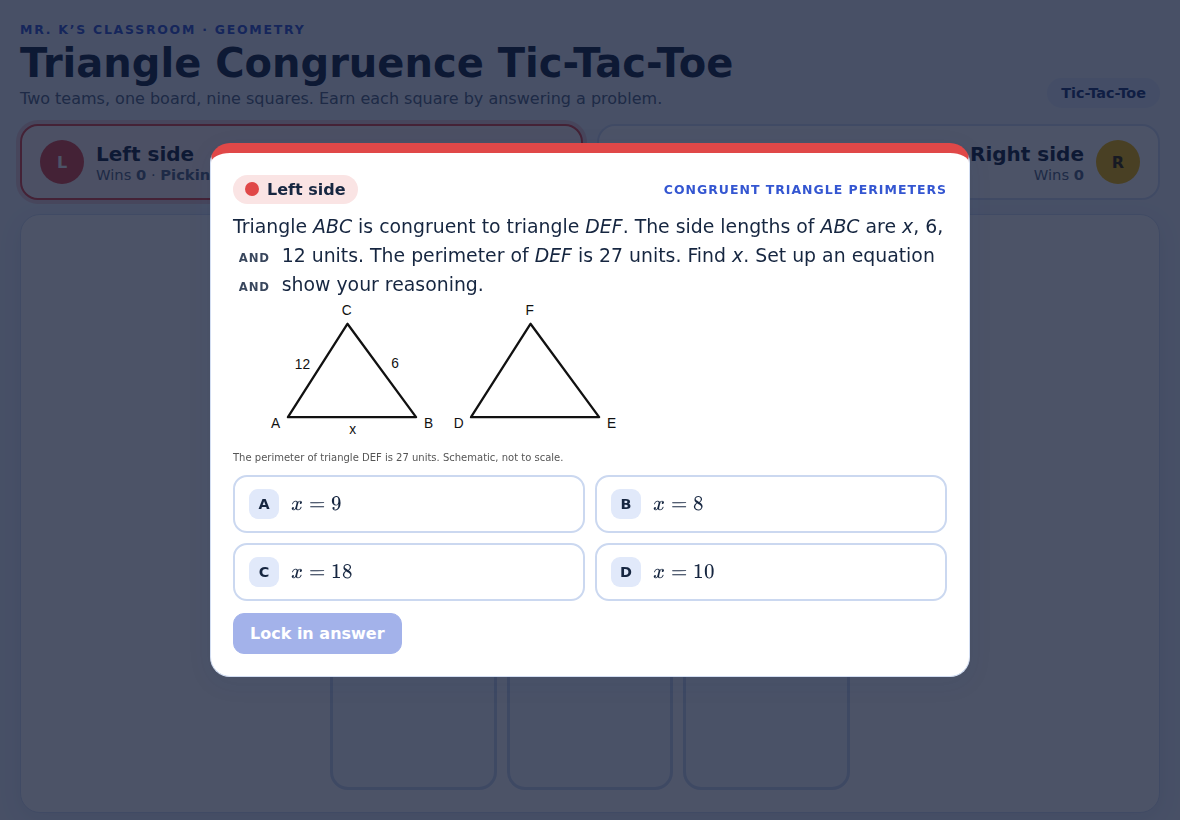 MR. K’S CLASSROOM · GEOMETRY
Triangle Congruence Tic-Tac-Toe
Two teams, one board, nine squares. Earn each square by answering a problem.
Tic-Tac-Toe
L
Left side
Wins 0 ·
Right side
Wins 0
R
Left side
CONGRUENT TRIANGLE PERIMETERS
Triangle ABC is congruent to triangle DEF. The side lengths of ABC are x, 6,
AND 12 units. The perimeter of DEF is 27 units. Find x. Set up an equation
AND show your reasoning.
C
F
12
6
A
B
D
E
x
The perimeter of triangle DEF is 27 units. Schematic, not to scale.
A x = 9
B x = 8
C x = 18
D x = 10
Lock in answer